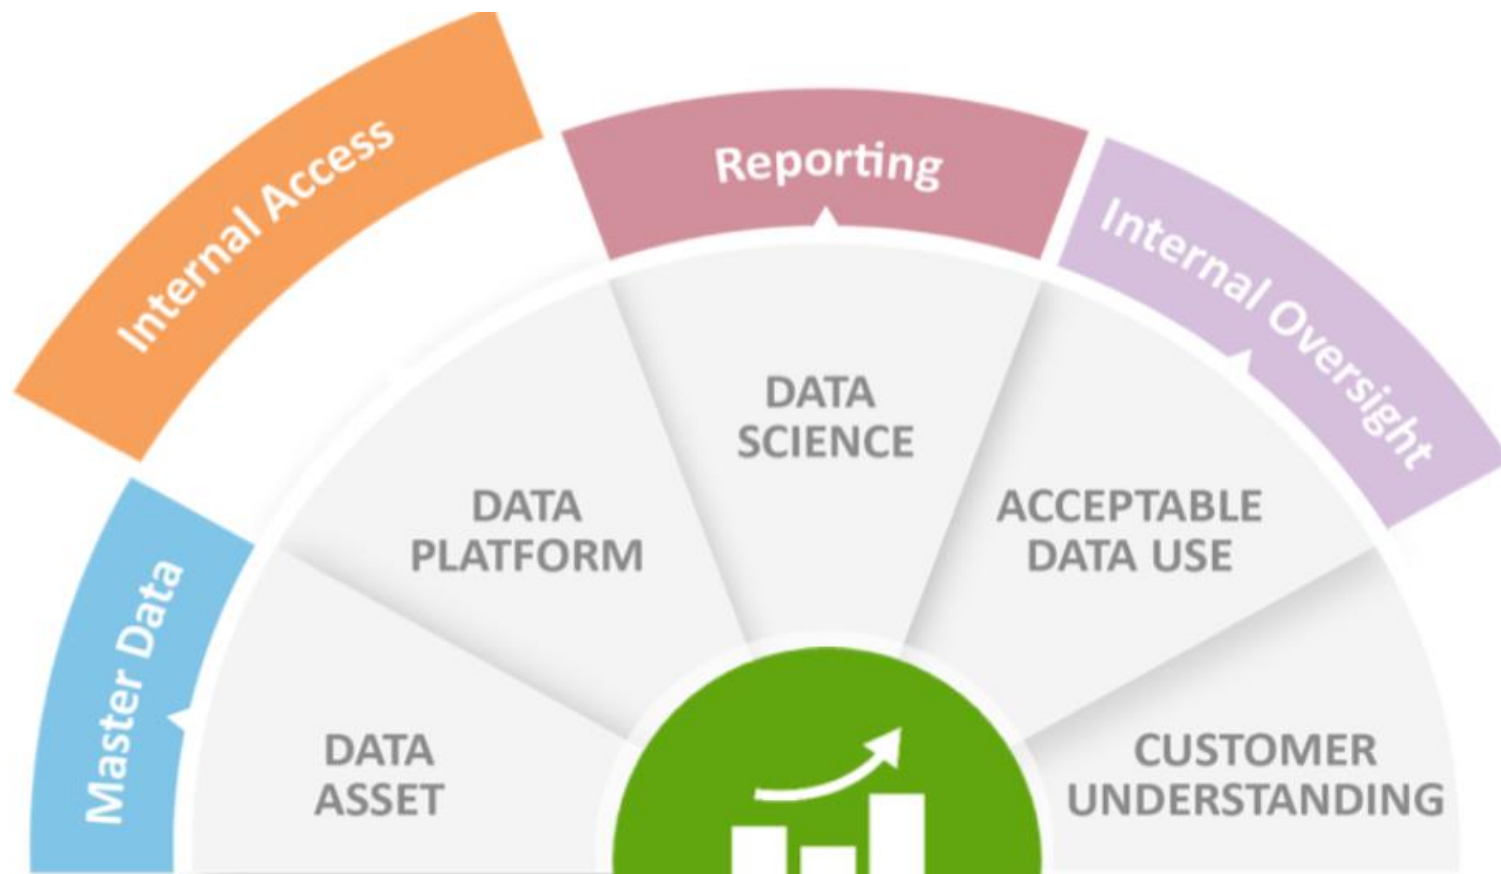 Internal Access
Reporting
Internal Oversight
Master Data
DATA
SCIENCE
DATA
PLATFORM
ACCEPTABLE
DATA USE
DATA
ASSET
CUSTOMER
UNDERSTANDING